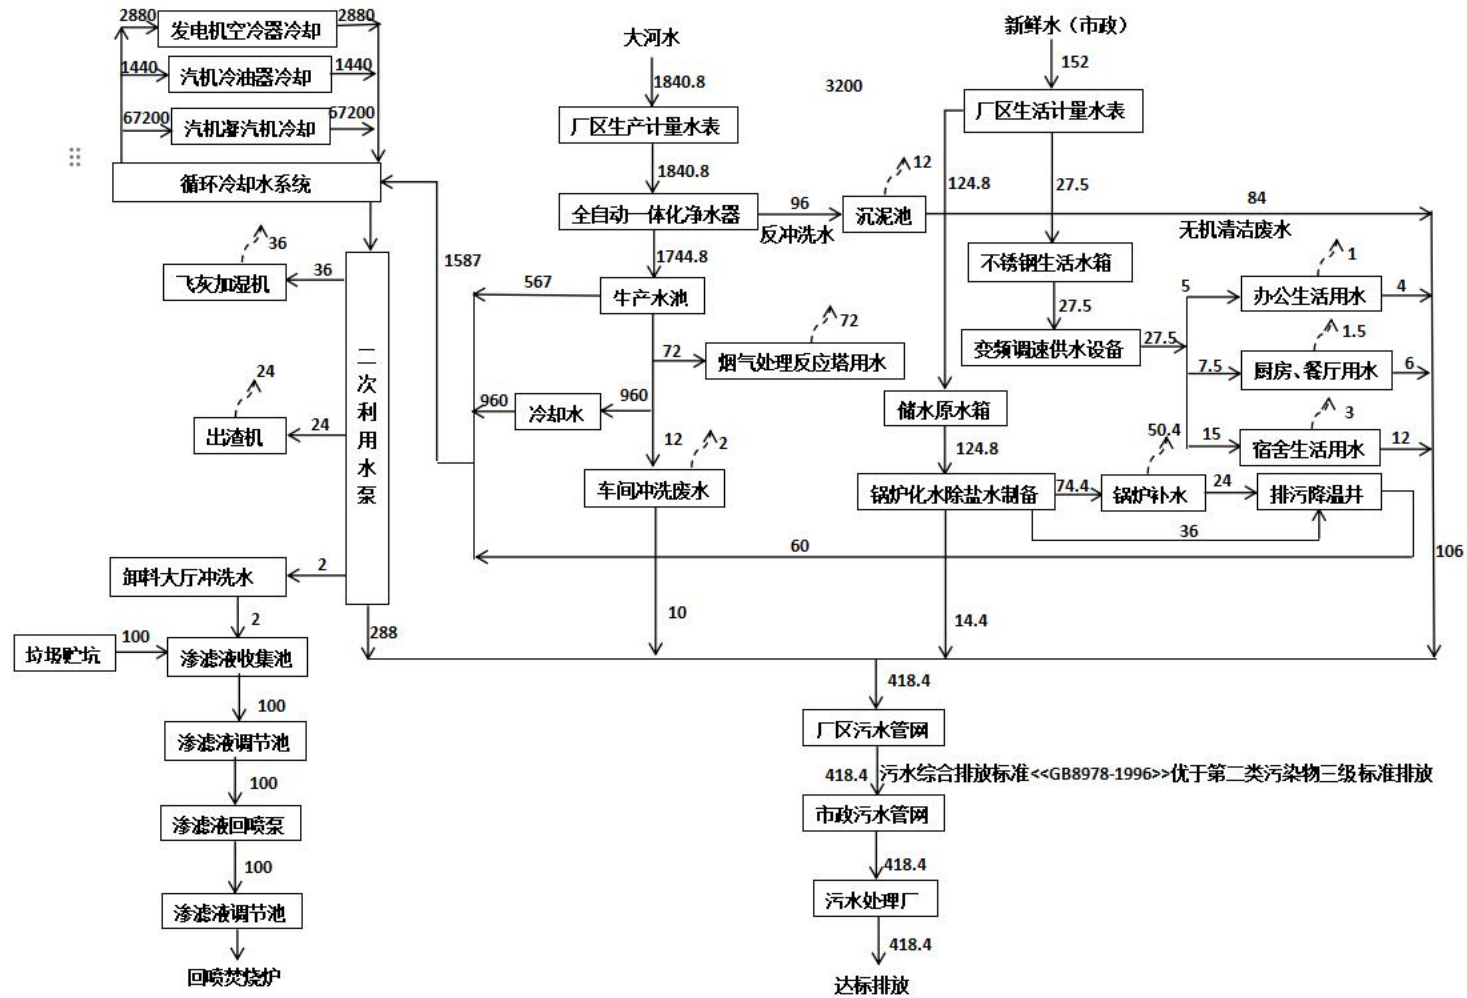 2880
发电机空冷器冷却
2880
1440
汽机冷油器冷却
1440
67200
汽机凝汽机冷却
67200
循环冷却水系统
36
飞灰加湿机
36
24
出渣机
24
二次利用水泵
卸料大厅冲洗水
2
2
288
垃圾贮坑
100
渗滤液收集池
100
渗滤液调节池
100
渗滤液回喷泵
100
渗滤液调节池
回喷焚烧炉
大河水
1840.8
厂区生产计量水表
1840.8
全自动一体化净水器
96
反冲洗水
沉泥池
12
84
无机清洁废水
1744.8
生产水池
567
1587
72
烟气处理反应塔用水
72
960
冷却水
960
12
车间冲洗废水
2
10
60
3200
新鲜水（市政）
152
厂区生活计量水表
124.8
27.5
不锈钢生活水箱
27.5
变频调速供水设备
27.5
5
办公生活用水
1
4
7.5
厨房、餐厅用水
1.5
6
15
宿舍生活用水
3
12
储水原水箱
124.8
锅炉化水除盐水制备
74.4
锅炉补水
50.4
24
排污降温井
36
14.4
106
418.4
厂区污水管网
418.4
污水综合排放标准<<GB8978-1996>>优于第二类污染物三级标准排放
市政污水管网
418.4
污水处理厂
418.4
达标排放